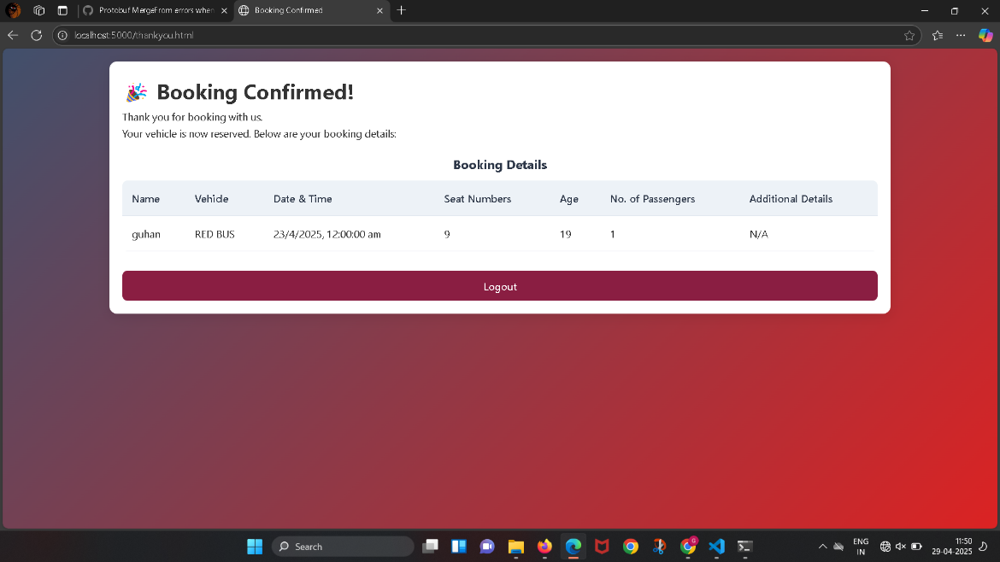 Protobuf MergeFrom errors when
Booking Confirmed
localhost:5000/thankyou.html
Booking Confirmed!
Thank you for booking with us.
Your vehicle is now reserved. Below are your booking details:
Booking Details
Name Vehicle Date & Time Seat Numbers Age No. of Passengers Additional Details
guhan RED BUS 23/4/2025, 12:00:00 am 9 19 1 N/A
Logout
Search
G
ENG
IN
11:50
29-04-2025